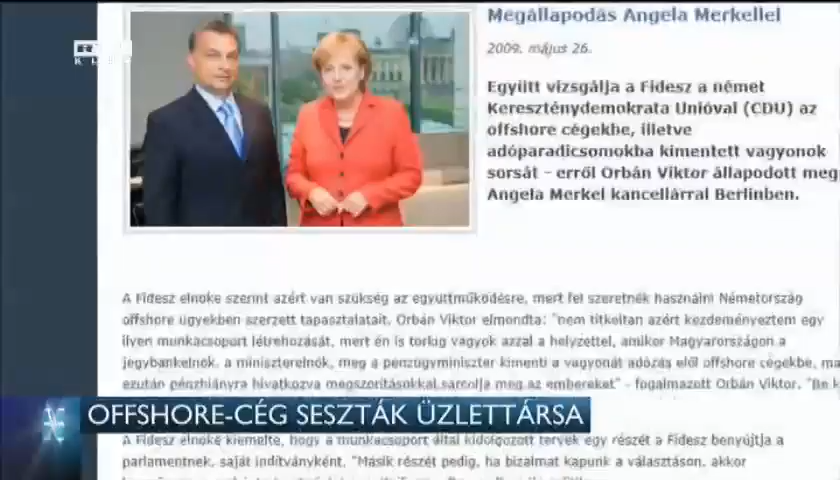 RTL
KLUB
Megállapodás Angela Merkellel
2009. május 26.
Együtt vizsgálja a Fidesz a német
Kereszténydemokrata Unióval (CDU) az
offshore cégekbe, illetve
adóparadicsomokba kimentett vagyonok
sorsát - erről Orbán Viktor állapodott meg
Angela Merkel kancellárral Berlinben.
A Fidesz elnöke szerint azért van szükség az együttműködésre, mert fel szeretnék használni Németország
offshore ügyekben szerzett tapasztalatait. Orbán Viktor elmondta: "nem titkoltan azért kezdeményeztem egy
ilyen munkacsoport létrehozását, mert én is torkig vagyok azzal a helyzettel, amikor Magyarországon a
jegybankelnök, a miniszterelnök, meg a pénzügyminiszter kimenti a vagyonát adózás elől offshore cégekbe, ma
ezután pénzhiányra hivatkozva megszorításokkal sarcolja meg az embereket" - fogalmazott Orbán Viktor. "Be k
OFFSHORE-CÉG SESZTÁK ÜZLETTÁRSA
A Fidesz elnöke kiemelte, hogy a munkacsoport által kidolgozott tervek egy részét a Fidesz benyújtja a
parlamentnek, saját indítványként. "Másik részét pedig, ha bizalmat kapunk a választáson, akkor